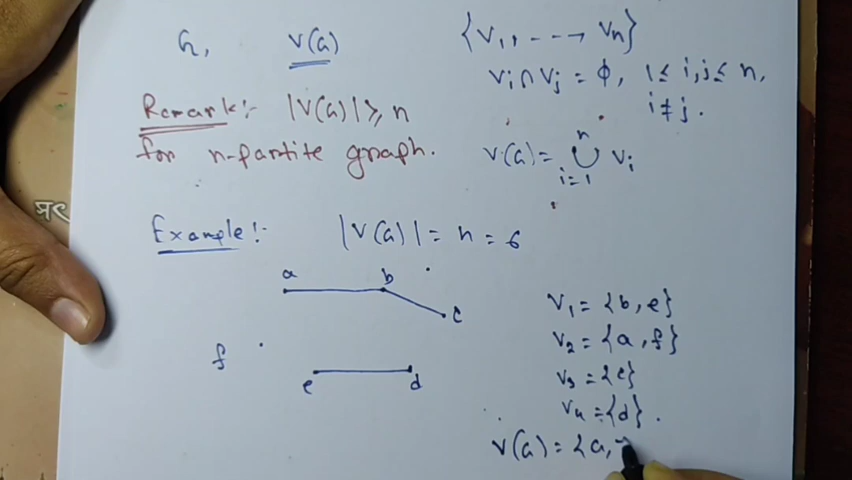 G, V(G) {V1, ---→ Vn}
Vi ∩ Vj = ϕ, 1 ≤ i,j ≤ n,
i ≠ j.
Remark:- |V(G)| ≥, n
for n-partite graph.
V(G) = n ∪ i=1 Vi
Example:- |V(G)| = n = 6
a b c
f
e d
V1 = {b, e}
V2 = {a, f}
V3 = {c}
V4 = {d}.
V(G) = {a,